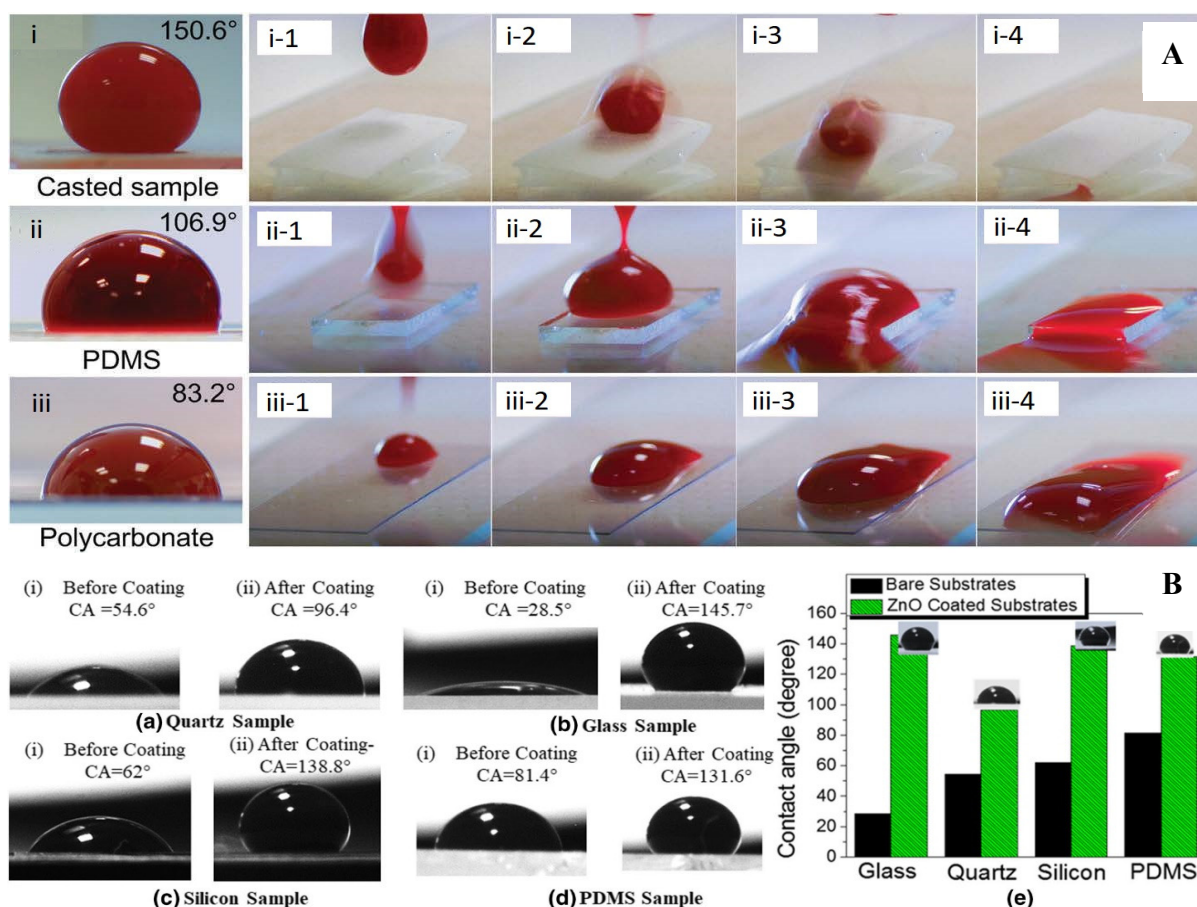 i
150.6°
Casted sample
i-1
i-2
i-3
i-4
A
ii
106.9°
PDMS
ii-1
ii-2
ii-3
ii-4
iii
83.2°
Polycarbonate
iii-1
iii-2
iii-3
iii-4
(i) Before Coating
CA =54.6°
(ii) After Coating
CA =96.4°
(a) Quartz Sample
(i) Before Coating
CA=28.5°
(ii) After Coating
CA=145.7°
(b) Glass Sample
(i) Before Coating
CA=62°
(ii) After Coating-
CA=138.8°
(c) Silicon Sample
(i) Before Coating
CA=81.4°
(ii) After Coating
CA=131.6°
(d) PDMS Sample
B
Bare Substrates
ZnO Coated Substrates
Contact angle (degree)
160
140
120
100
80
60
40
20
0
Glass
Quartz
Silicon
PDMS
(e)